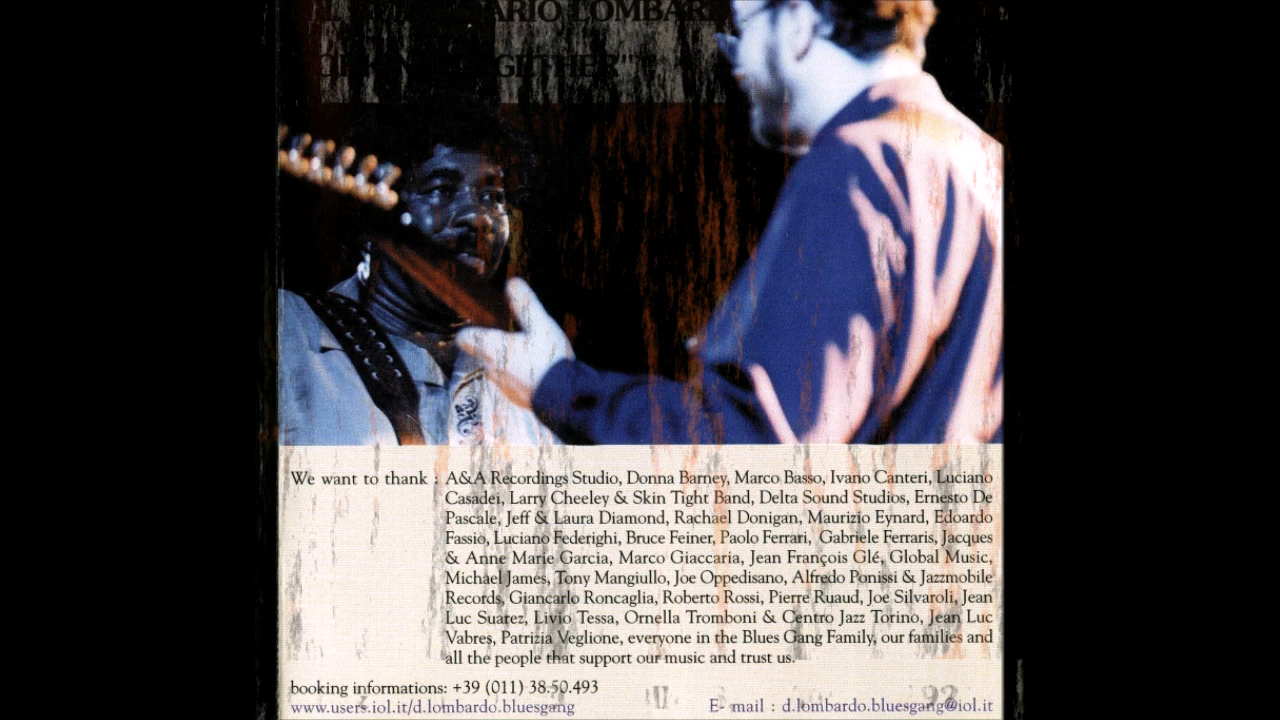 We want to thank : A&A Recordings Studio, Donna Barney, Marco Basso, Ivano Canteri, Luciano
Casadei, Larry Cheeley & Skin Tight Band, Delta Sound Studios, Ernesto De
Pascale, Jeff & Laura Diamond, Rachael Donigan, Maurizio Eynard, Edoardo
Fassio, Luciano Federighi, Bruce Feiner, Paolo Ferrari, Gabriele Ferraris, Jacques
& Anne Marie Garcia, Marco Giaccaria, Jean François Glé, Global Music,
Michael James, Tony Mangiullo, Joe Oppedisano, Alfredo Ponissi & Jazzmobile
Records, Giancarlo Roncaglia, Roberto Rossi, Pierre Ruaud, Joe Silvaroli, Jean
Luc Suarez, Livio Tessa, Ornella Tromboni & Centro Jazz Torino, Jean Luc
Vabres, Patrizia Veglione, everyone in the Blues Gang Family, our families and
all the people that support our music and trust us.
booking informations: +39 (011) 38.50.493
www.users.iol.it/d.lombardo.bluesgang E- mail : d.lombardo.bluesgang@iol.it